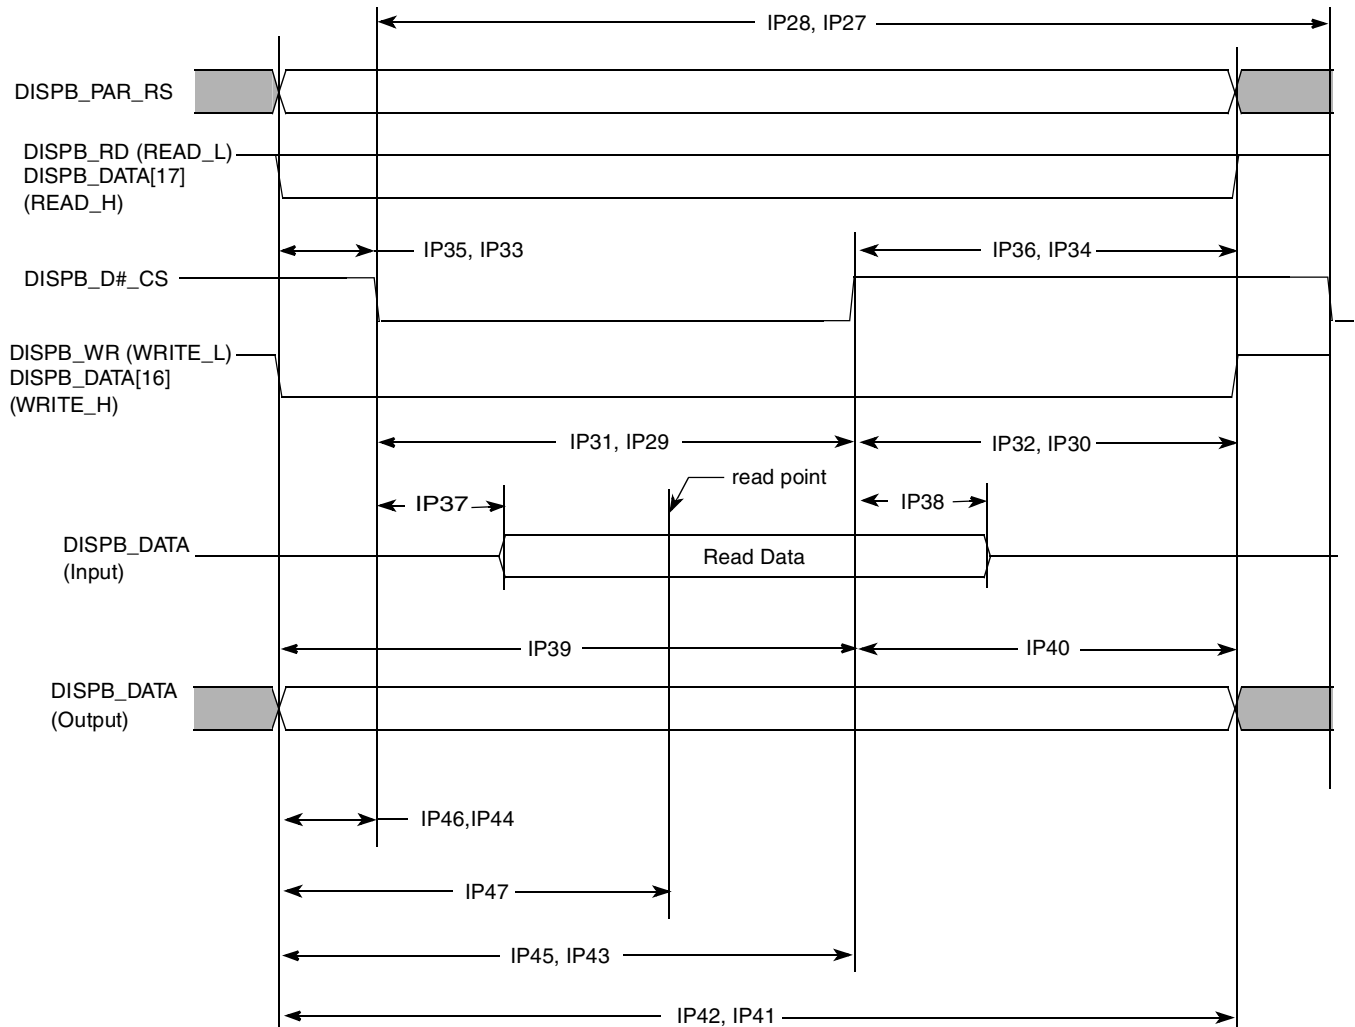 IP28, IP27
DISPB_PAR_RS
DISPB_RD (READ_L)
DISPB_DATA[17]
(READ_H)
IP35, IP33
IP36, IP34
DISPB_D#_CS
DISPB_WR (WRITE_L)
DISPB_DATA[16]
(WRITE_H)
IP31, IP29
IP32, IP30
read point
IP37
IP38
DISPB_DATA
(Input)
Read Data
IP39
IP40
DISPB_DATA
(Output)
IP46,IP44
IP47
IP45, IP43
IP42, IP41